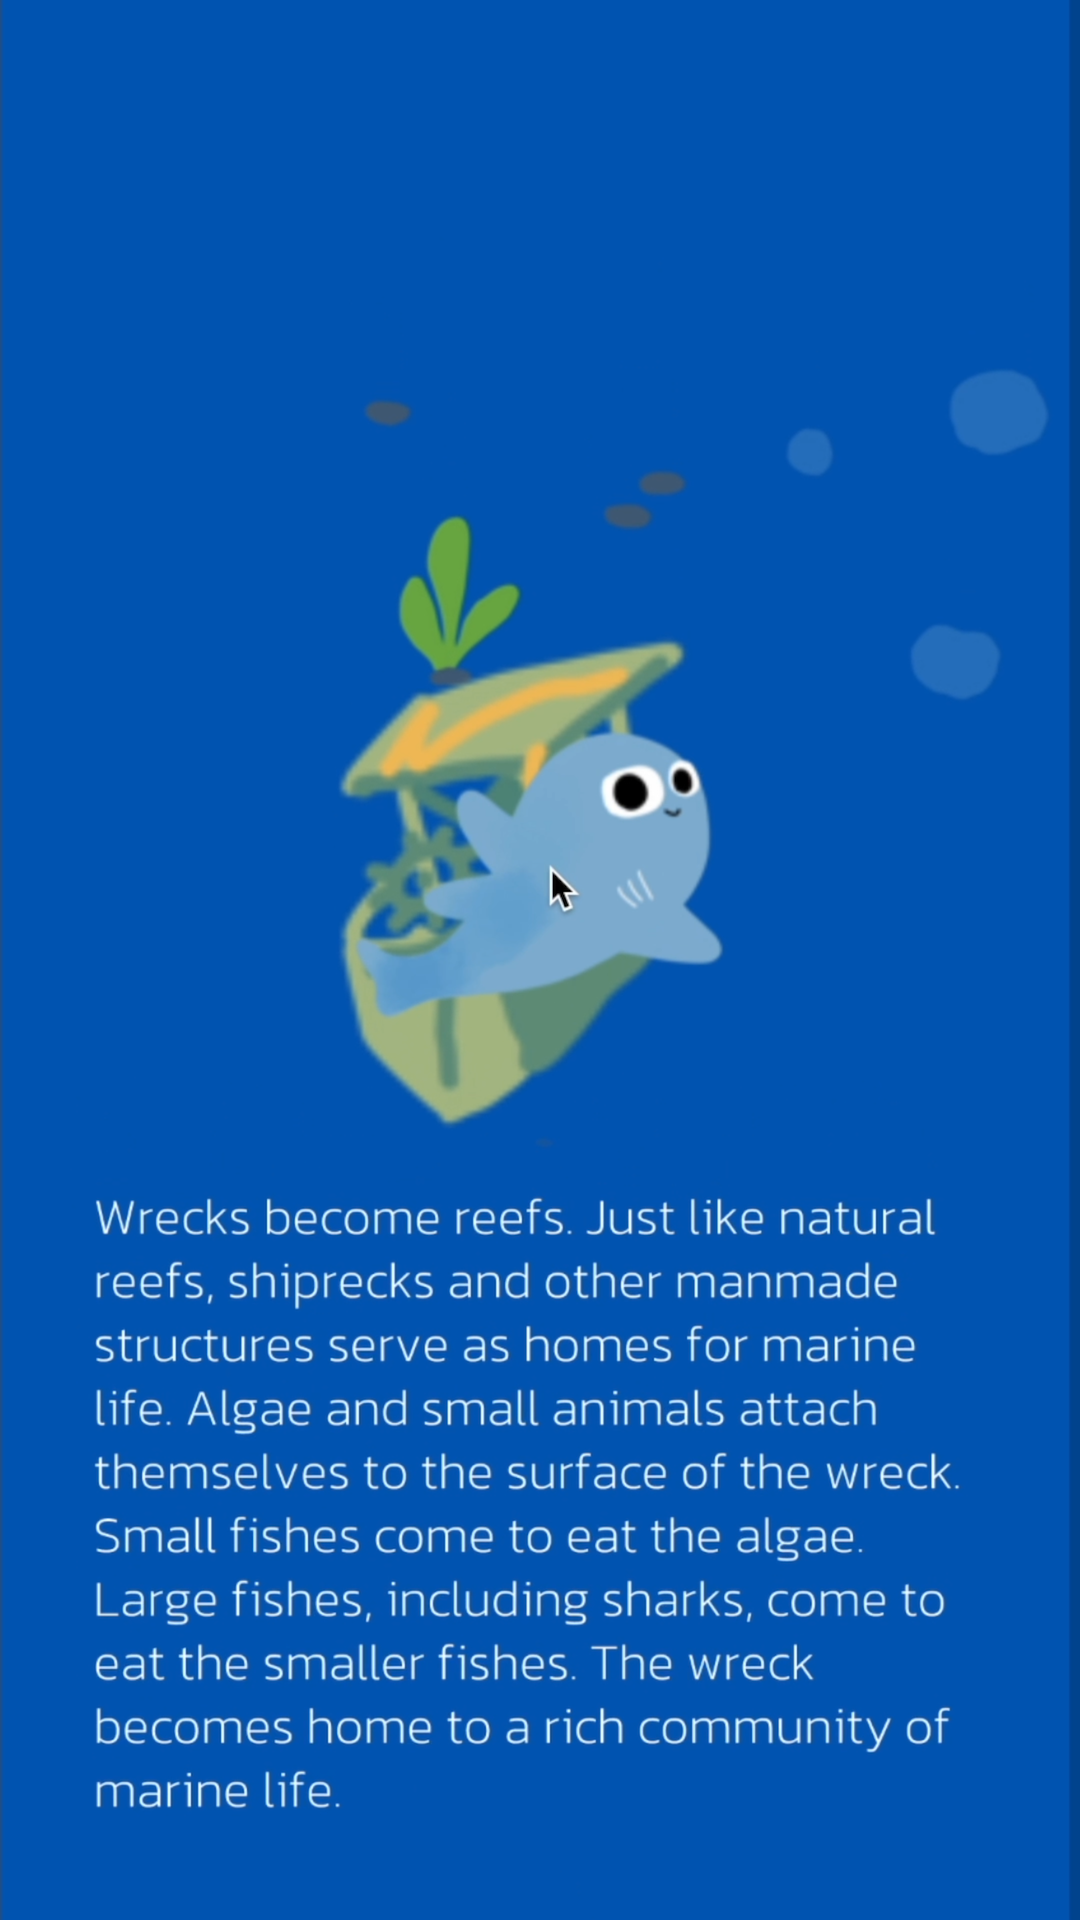 Wrecks become reefs. Just like natural
reefs, shiprecks and other manmade
structures serve as homes for marine
life. Algae and small animals attach
themselves to the surface of the wreck.
Small fishes come to eat the algae.
Large fishes, including sharks, come to
eat the smaller fishes. The wreck
becomes home to a rich community of
marine life.